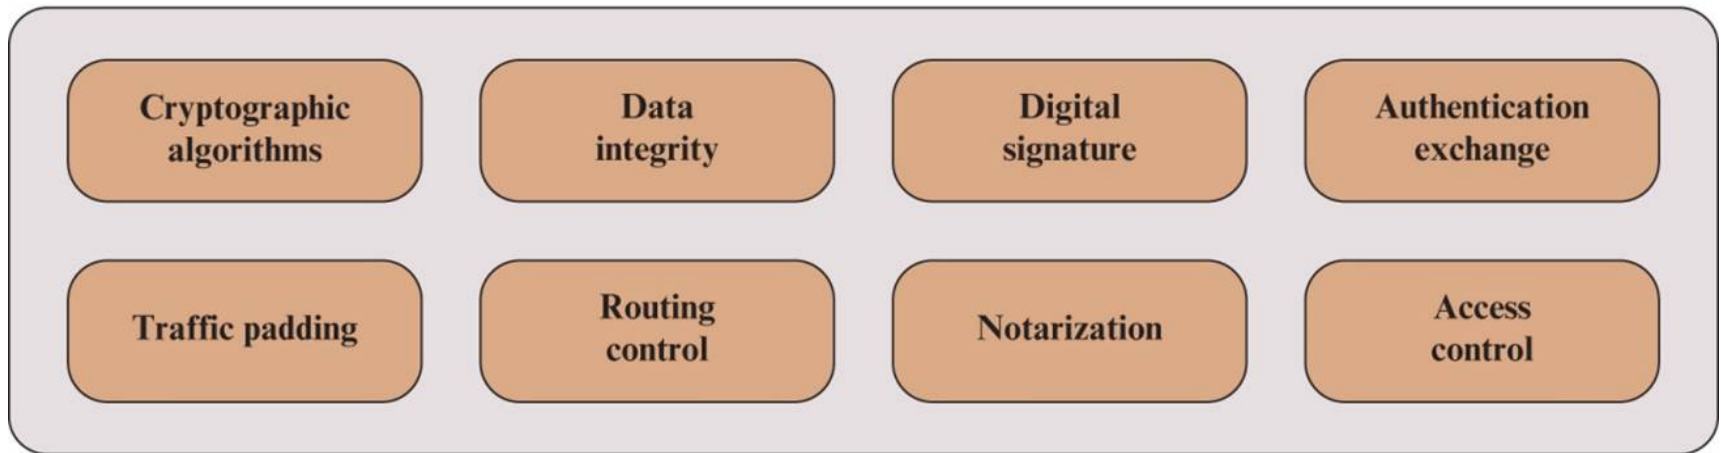 Cryptographic
algorithms
Data
integrity
Digital
signature
Authentication
exchange
Traffic padding
Routing
control
Notarization
Access
control